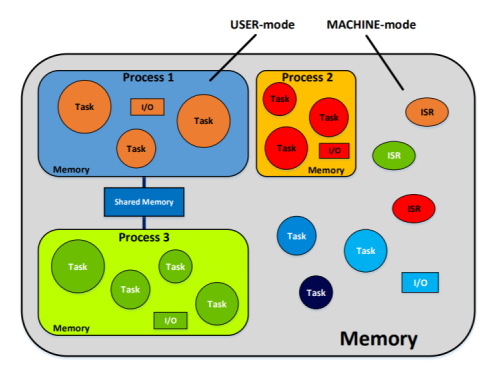 USER-mode
MACHINE-mode
Process 1
Task
I/O
Task
Task
Memory
Process 2
Task
Task
Task
I/O
Memory
ISR
ISR
ISR
Shared Memory
Process 3
Task
Task
Task
Task
I/O
Memory
Task
Task
Task
I/O
Memory